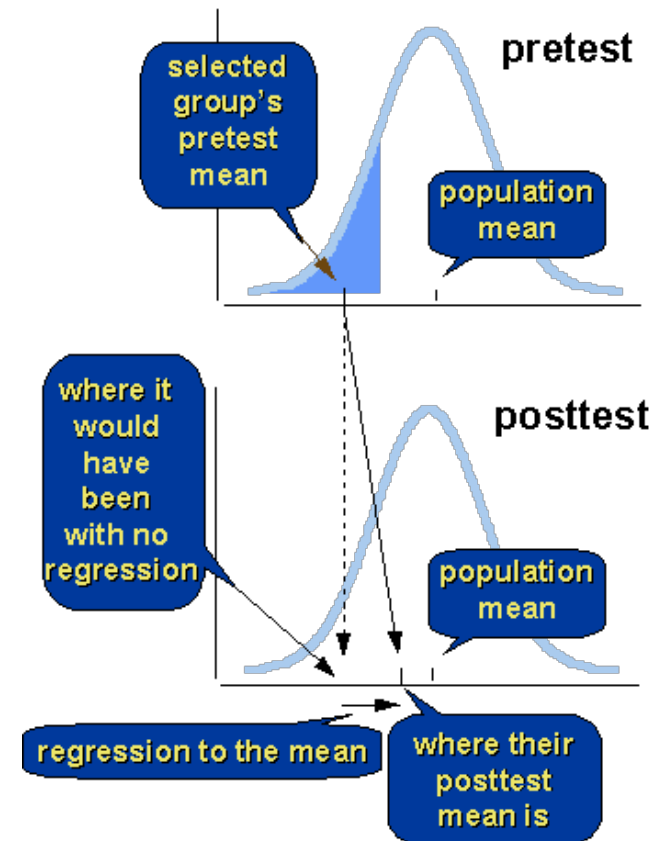 pretest
selected
group's
pretest
mean
population
mean
where it
would
have
been
with no
regression
posttest
population
mean
regression to the mean
where their
posttest
mean is